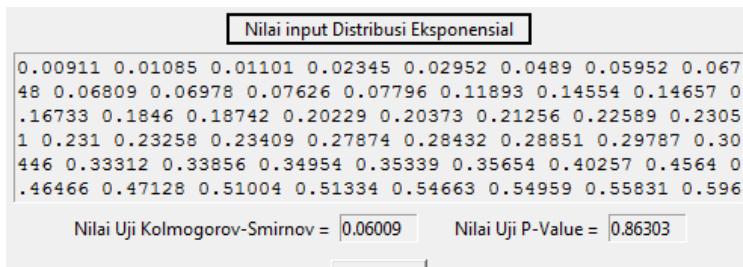 Nilai input Distribusi Eksponensial
0.00911 0.01085 0.01101 0.02345 0.02952 0.0489 0.05952 0.067
48 0.06809 0.06978 0.07626 0.07796 0.11893 0.14554 0.14657 0
.16733 0.1846 0.18742 0.20229 0.20373 0.21256 0.22589 0.2305
1 0.231 0.23258 0.23409 0.27874 0.28432 0.28851 0.29787 0.30
446 0.33312 0.33856 0.34954 0.35339 0.35654 0.40257 0.4564 0
.46466 0.47128 0.51004 0.51334 0.54663 0.54959 0.55831 0.596
Nilai Uji Kolmogorov-Smirnov = 0.06009 Nilai Uji P-Value = 0.86303